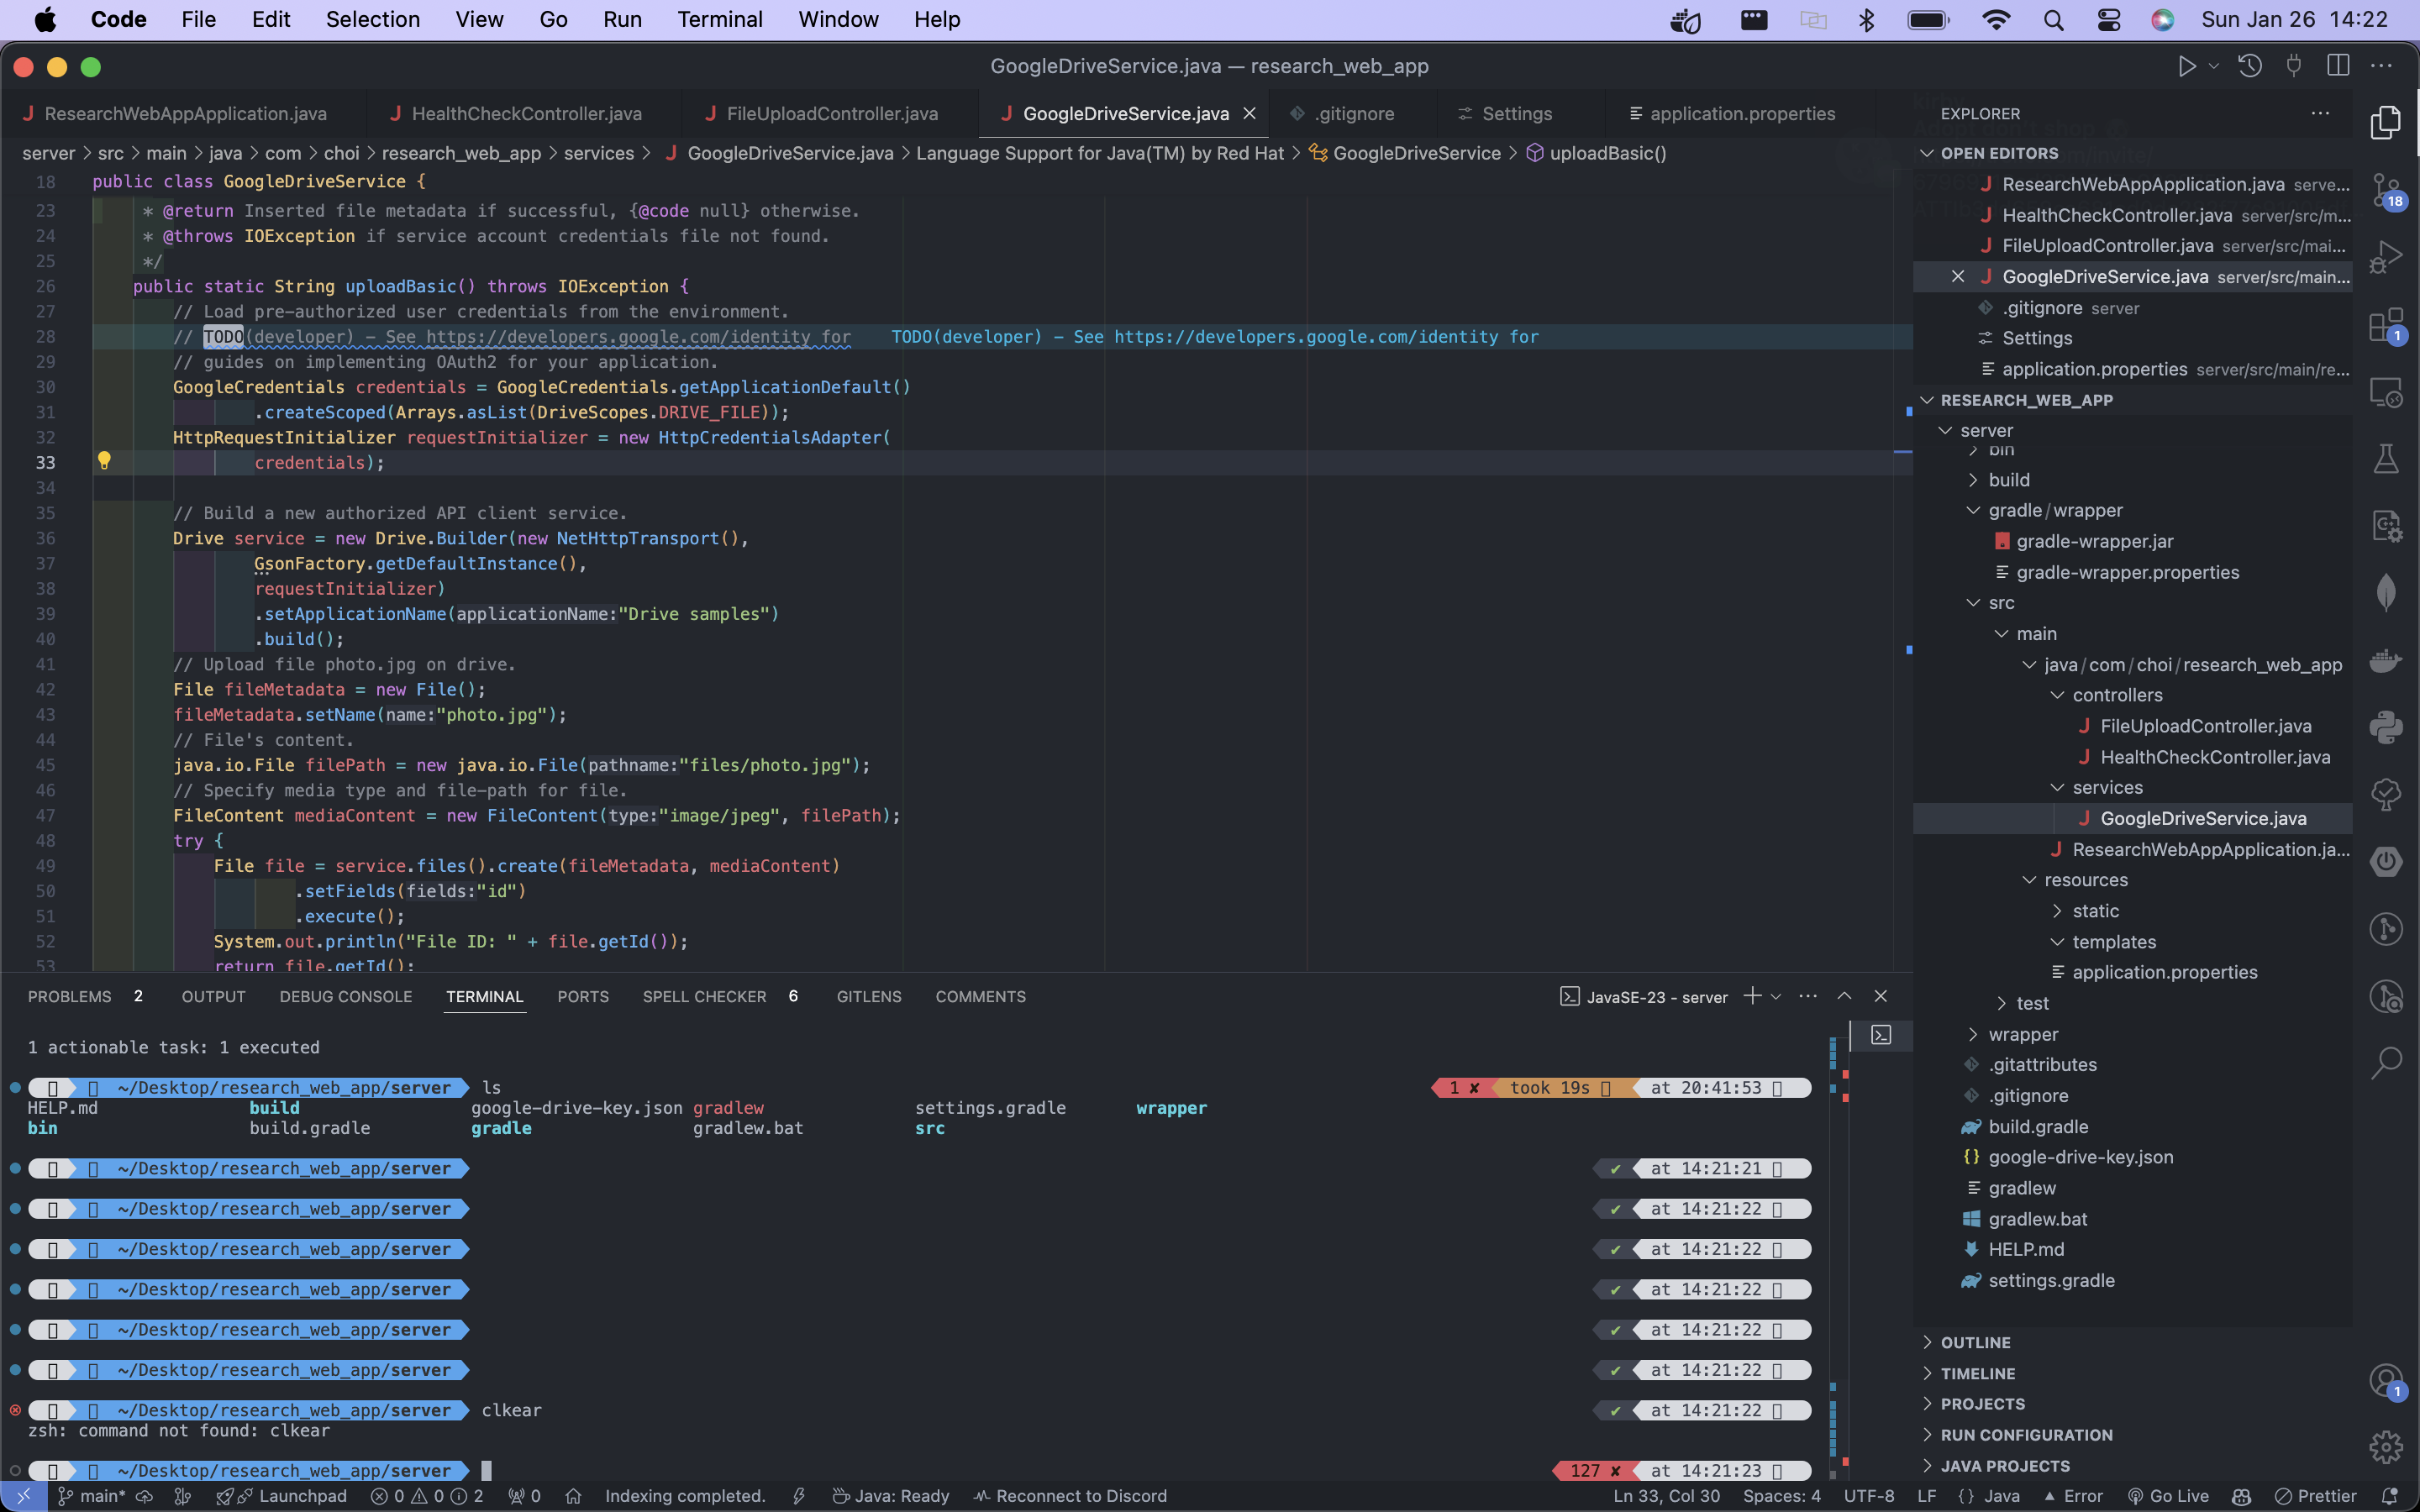 Code File Edit Selection View Go Run Terminal Window Help Sun Jan 26 14:22
GoogleDriveService.java — research_web_app
ResearchWebAppApplication.java HealthCheckController.java FileUploadController.java GoogleDriveService.java .gitignore Settings application.properties
server > src > main > java > com > choi > research_web_app > services > GoogleDriveService.java > Language Support for Java(TM) by Red Hat > GoogleDriveService > uploadBasic()
18 public class GoogleDriveService {
23 * @return Inserted file metadata if successful, {@code null} otherwise.
24 * @throws IOException if service account credentials file not found.
25 */
26 public static String uploadBasic() throws IOException {
27 // Load pre-authorized user credentials from the environment.
28 // TODO(developer) - See https://developers.google.com/identity for TODO(developer) - See https://developers.google.com/identity for
29 // guides on implementing OAuth2 for your application.
30 GoogleCredentials credentials = GoogleCredentials.getApplicationDefault()
31 .createScoped(Arrays.asList(DriveScopes.DRIVE_FILE));
32 HttpRequestInitializer requestInitializer = new HttpCredentialsAdapter(
33 credentials);
34
35 // Build a new authorized API client service.
36 Drive service = new Drive.Builder(new NetHttpTransport(),
37 GsonFactory.getDefaultInstance(),
38 requestInitializer)
39 .setApplicationName(applicationName:"Drive samples")
40 .build();
41 // Upload file photo.jpg on drive.
42 File fileMetadata = new File();
43 fileMetadata.setName(name:"photo.jpg");
44 // File's content.
45 java.io.File filePath = new java.io.File(pathname:"files/photo.jpg");
46 // Specify media type and file-path for file.
47 FileContent mediaContent = new FileContent(type:"image/jpeg", filePath);
48 try {
49 File file = service.files().create(fileMetadata, mediaContent)
50 .setFields(fields:"id")
51 .execute();
52 System.out.println("File ID: " + file.getId());
53 return file.getId();
PROBLEMS 2 OUTPUT DEBUG CONSOLE TERMINAL PORTS SPELL CHECKER 6 GITLENS COMMENTS JavaSE-23 - server
1 actionable task: 1 executed
~/Desktop/research_web_app/server ls 1 ✘ took 19s at 20:41:53
HELP.md build google-drive-key.json gradlew settings.gradle wrapper
bin build.gradle gradle gradlew.bat src
~/Desktop/research_web_app/server ✔ at 14:21:21
~/Desktop/research_web_app/server ✔ at 14:21:22
~/Desktop/research_web_app/server ✔ at 14:21:22
~/Desktop/research_web_app/server ✔ at 14:21:22
~/Desktop/research_web_app/server ✔ at 14:21:22
~/Desktop/research_web_app/server ✔ at 14:21:22
~/Desktop/research_web_app/server clkear ✔ at 14:21:22
zsh: command not found: clkear
~/Desktop/research_web_app/server 127 ✘ at 14:21:23
EXPLORER
OPEN EDITORS
ResearchWebAppApplication.java serve...
HealthCheckController.java server/src/m...
FileUploadController.java server/src/mai...
GoogleDriveService.java server/src/main...
.gitignore server
Settings
application.properties server/src/main/re...
RESEARCH_WEB_APP
server
bin
build
gradle/wrapper
gradle-wrapper.jar
gradle-wrapper.properties
src
main
java/com/choi/research_web_app
controllers
FileUploadController.java
HealthCheckController.java
services
GoogleDriveService.java
ResearchWebAppApplication.ja...
resources
static
templates
application.properties
test
wrapper
.gitattributes
.gitignore
build.gradle
google-drive-key.json
gradlew
gradlew.bat
HELP.md
settings.gradle
OUTLINE
TIMELINE
PROJECTS
RUN CONFIGURATION
JAVA PROJECTS
18
1
1
main* Launchpad 0 0 2 0 Indexing completed. Java: Ready Reconnect to Discord Ln 33, Col 30 Spaces: 4 UTF-8 LF {} Java Error Go Live Prettier